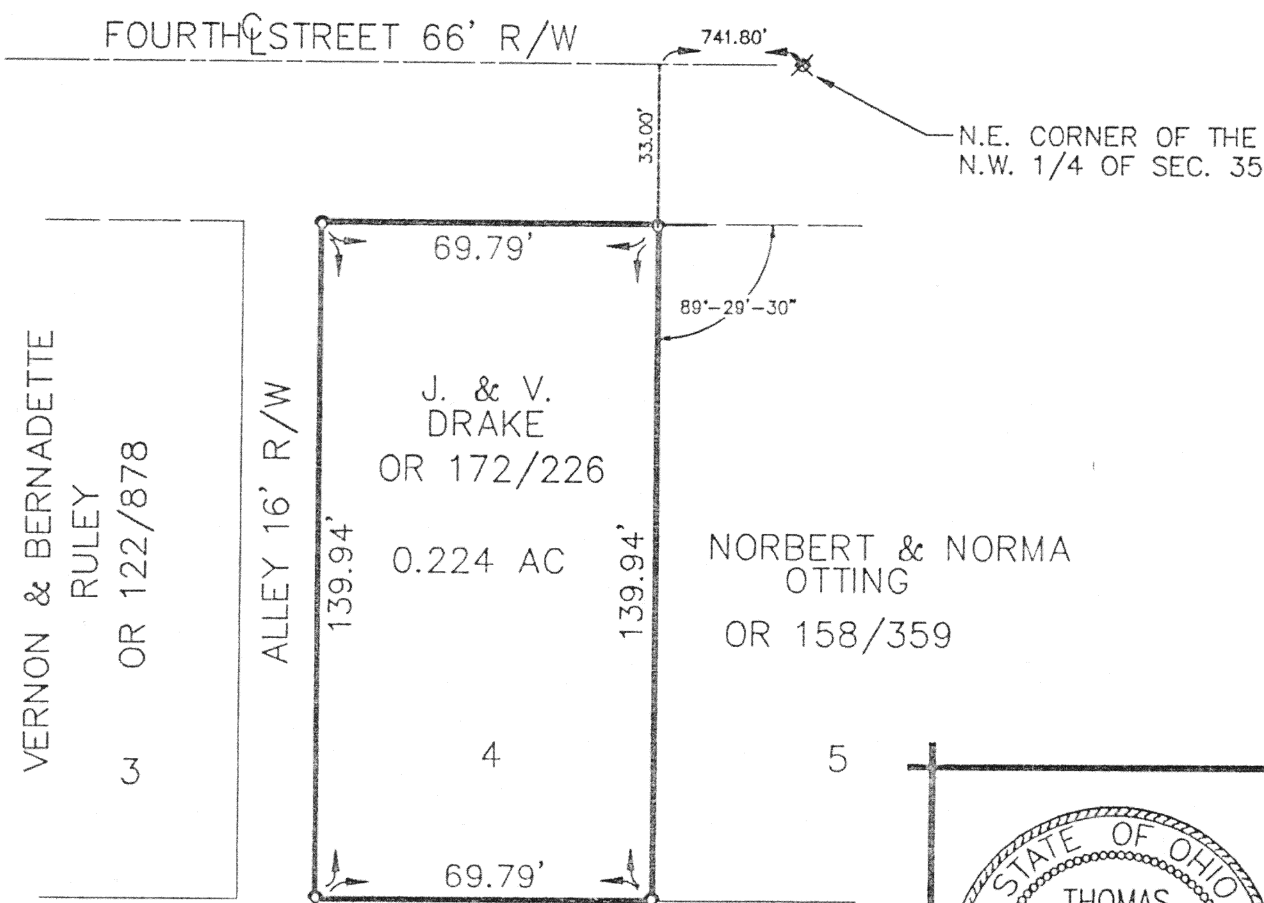 FOURTH ℄ STREET 66' R/W
741.80'
33.00'
N.E. CORNER OF THE
N.W. 1/4 OF SEC. 35
69.79'
89°-29'-30"
VERNON & BERNADETTE
RULEY
OR 122/878
3
ALLEY 16' R/W
139.94'
J. & V.
DRAKE
OR 172/226
0.224 AC
139.94'
4
69.79'
NORBERT & NORMA
OTTING
OR 158/359
5
STATE OF OHIO
THOMAS